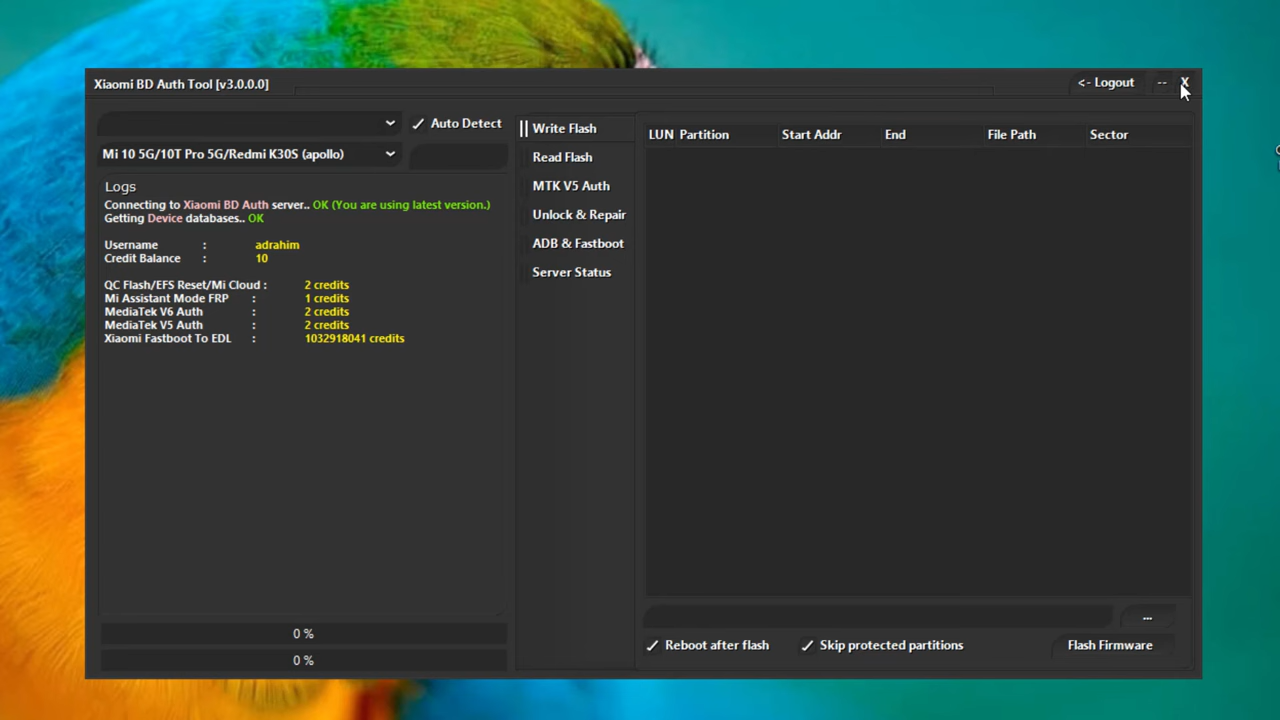 Xiaomi BD Auth Tool [v3.0.0.0]
<- Logout
--
X
Auto Detect
Mi 10 5G/10T Pro 5G/Redmi K30S (apollo)
Logs
Connecting to Xiaomi BD Auth server.. OK (You are using latest version.)
Getting Device databases.. OK
Username : adrahim
Credit Balance : 10
QC Flash/EFS Reset/Mi Cloud : 2 credits
Mi Assistant Mode FRP : 1 credits
MediaTek V6 Auth : 2 credits
MediaTek V5 Auth : 2 credits
Xiaomi Fastboot To EDL : 1032918041 credits
0 %
0 %
Write Flash
Read Flash
MTK V5 Auth
Unlock & Repair
ADB & Fastboot
Server Status
LUN Partition Start Addr End File Path Sector
...
Reboot after flash
Skip protected partitions
Flash Firmware